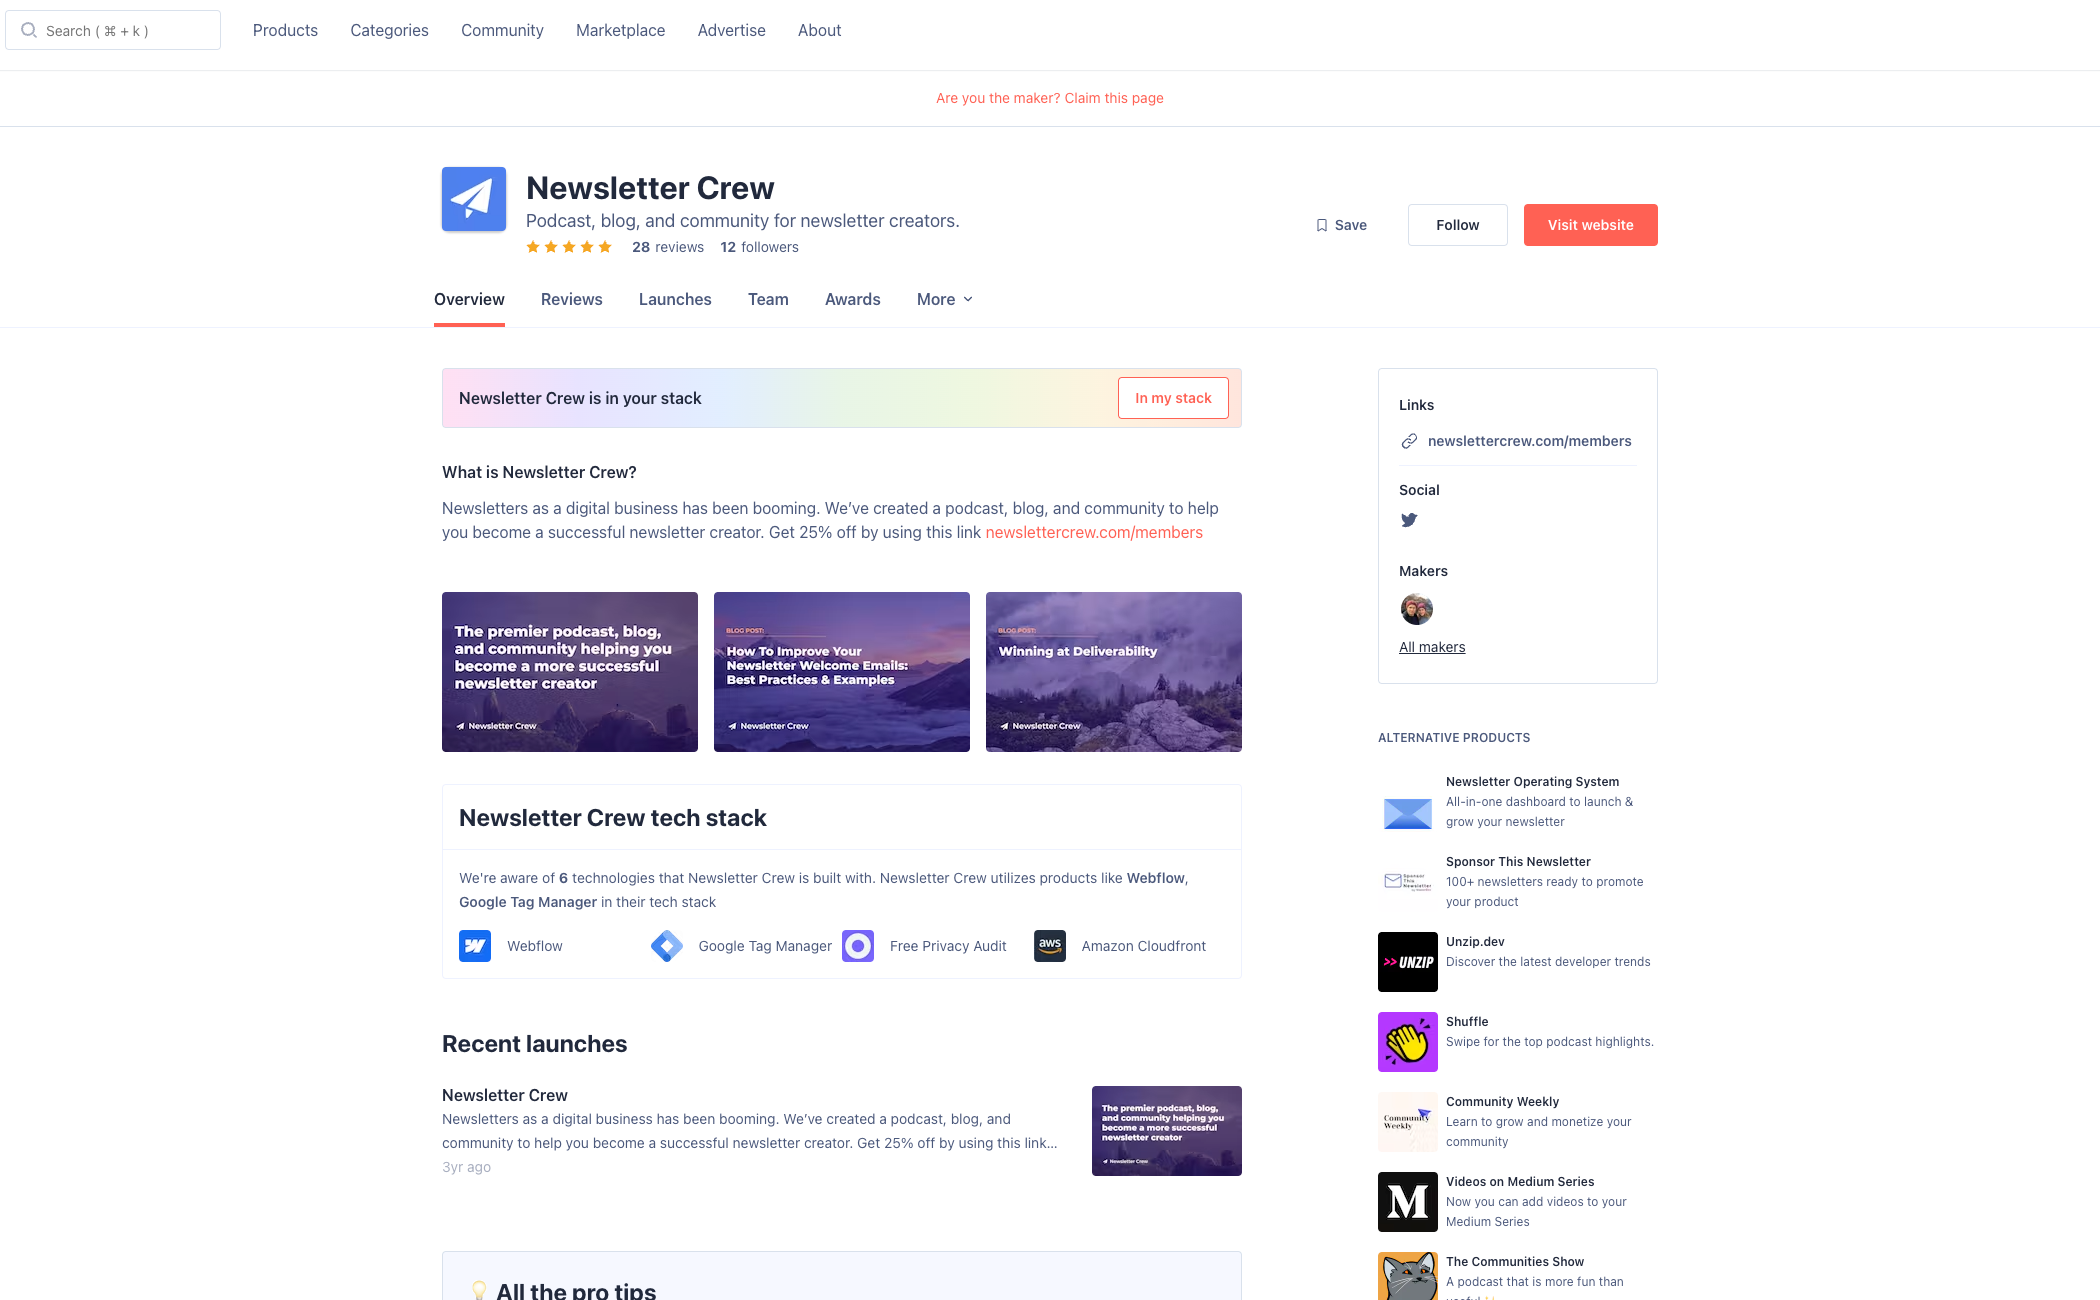 Search ( ⌘ + k )
Products
Categories
Community
Marketplace
Advertise
About
Are you the maker? Claim this page
Newsletter Crew
Podcast, blog, and community for newsletter creators.
28 reviews 12 followers
Save
Follow
Visit website
Overview
Reviews
Launches
Team
Awards
More
Newsletter Crew is in your stack
In my stack
What is Newsletter Crew?
Newsletters as a digital business has been booming. We've created a podcast, blog, and community to help
you become a successful newsletter creator. Get 25% off by using this link newslettercrew.com/members
The premier podcast, blog,
and community helping you
become a more successful
newsletter creator
Newsletter Crew
BLOG POST:
How To Improve Your
Newsletter Welcome Emails:
Best Practices & Examples
Newsletter Crew
BLOG POST:
Winning at Deliverability
Newsletter Crew
Newsletter Crew tech stack
We're aware of 6 technologies that Newsletter Crew is built with. Newsletter Crew utilizes products like Webflow,
Google Tag Manager in their tech stack
Webflow
Google Tag Manager
Free Privacy Audit
aws
Amazon Cloudfront
Recent launches
Newsletter Crew
Newsletters as a digital business has been booming. We've created a podcast, blog, and
community to help you become a successful newsletter creator. Get 25% off by using this link...
3yr ago
The premier podcast, blog,
and community helping you
become a more successful
newsletter creator
Newsletter Crew
All the pro tips
Links
newslettercrew.com/members
Social
Makers
All makers
ALTERNATIVE PRODUCTS
Newsletter Operating System
All-in-one dashboard to launch &
grow your newsletter
Sponsor
This
Newsletter
Sponsor This Newsletter
100+ newsletters ready to promote
your product
>> UNZIP
Unzip.dev
Discover the latest developer trends
Shuffle
Swipe for the top podcast highlights.
Community
Weekly
Community Weekly
Learn to grow and monetize your
community
M
Videos on Medium Series
Now you can add videos to your
Medium Series
The Communities Show
A podcast that is more fun than